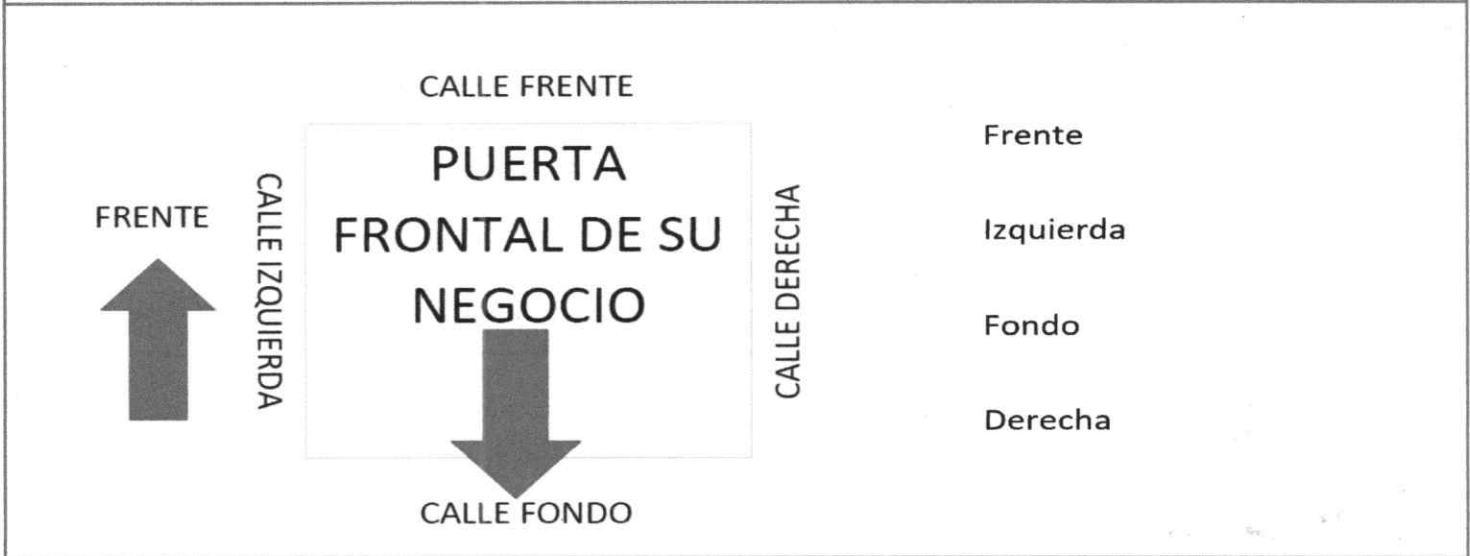 CALLE FRENTE
FRENTE
CALLE IZQUIERDA
PUERTA
FRONTAL DE SU
NEGOCIO
CALLE DERECHA
CALLE FONDO
Frente
Izquierda
Fondo
Derecha